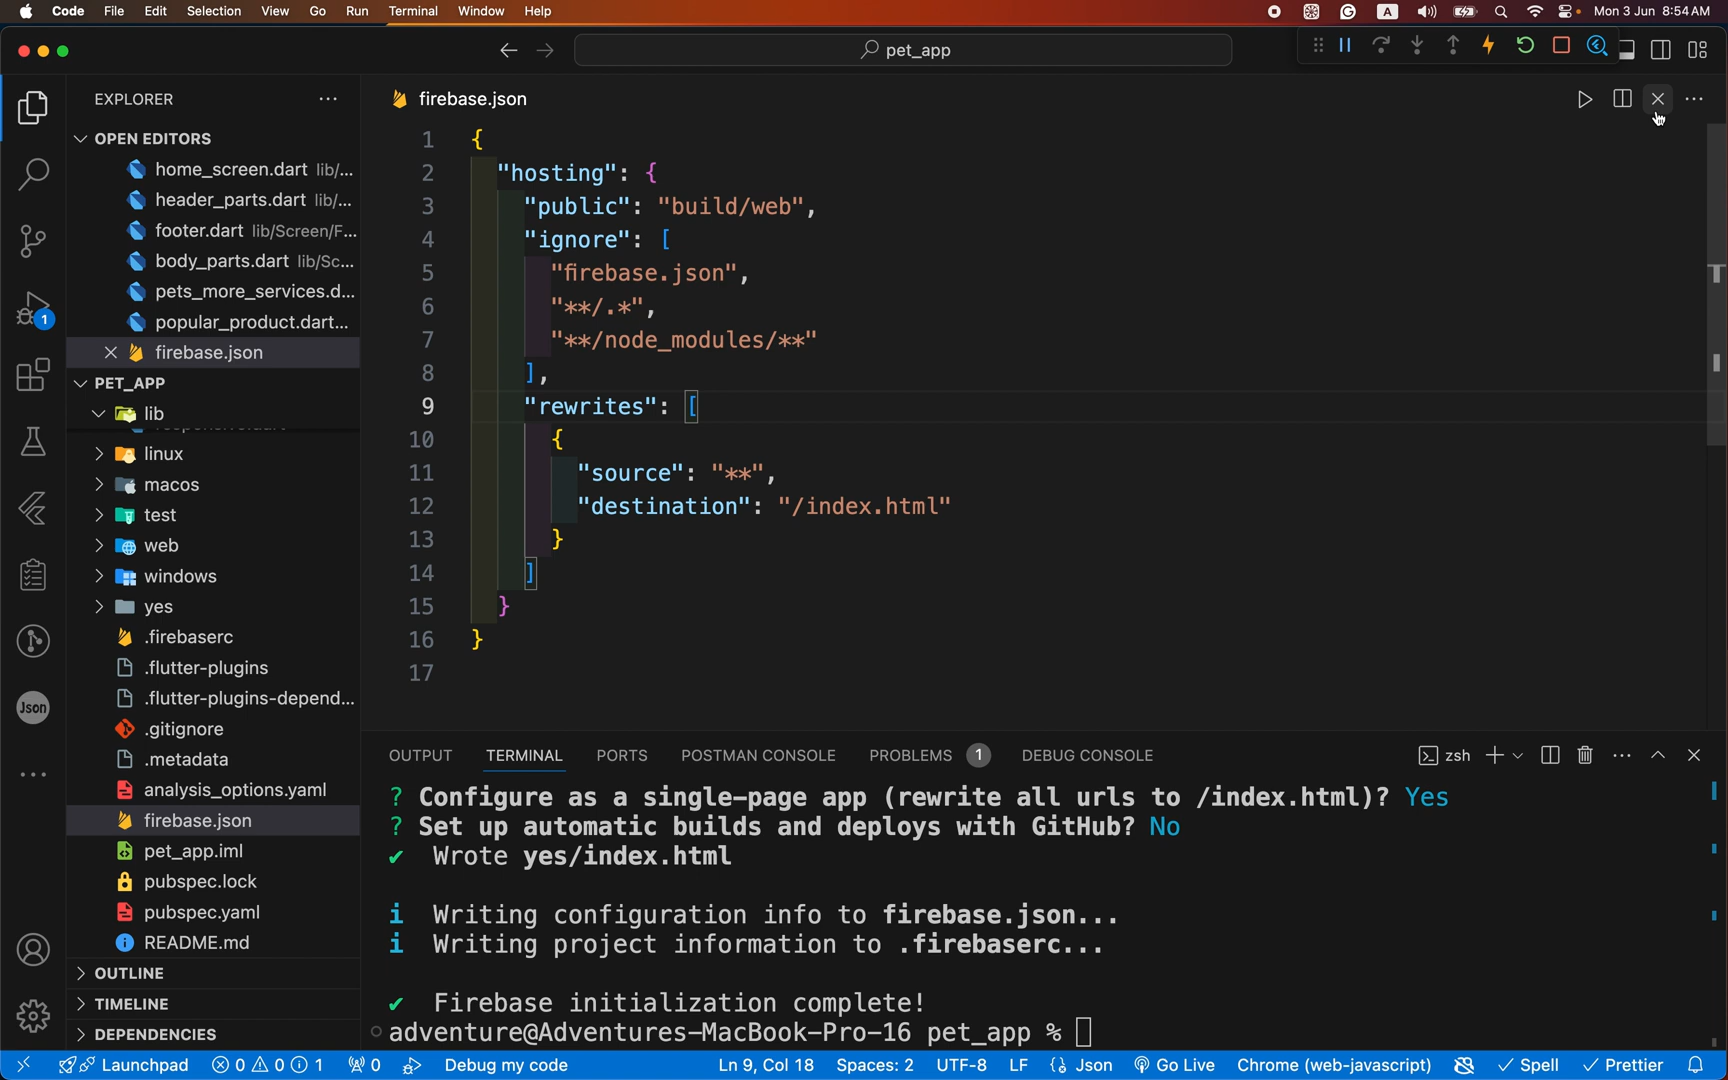 Code File Edit Selection View Go Run Terminal Window Help A Mon 3 Jun 8:54 AM
pet_app
EXPLORER
OPEN EDITORS
home_screen.dart lib/...
header_parts.dart lib/...
footer.dart lib/Screen/F...
body_parts.dart lib/Sc...
pets_more_services.d...
popular_product.dart...
firebase.json
PET_APP
lib
linux
macos
test
web
windows
yes
.firebaserc
.flutter-plugins
.flutter-plugins-depend...
.gitignore
.metadata
analysis_options.yaml
firebase.json
pet_app.iml
pubspec.lock
pubspec.yaml
README.md
OUTLINE
TIMELINE
DEPENDENCIES
1
Json
firebase.json
1 {
2 "hosting": {
3 "public": "build/web",
4 "ignore": [
5 "firebase.json",
6 "**/.*",
7 "**/node_modules/**"
8 ],
9 "rewrites": [
10 {
11 "source": "**",
12 "destination": "/index.html"
13 }
14 ]
15 }
16 }
17
OUTPUT TERMINAL PORTS POSTMAN CONSOLE PROBLEMS 1 DEBUG CONSOLE zsh
? Configure as a single-page app (rewrite all urls to /index.html)? Yes
? Set up automatic builds and deploys with GitHub? No
✔ Wrote yes/index.html
i Writing configuration info to firebase.json...
i Writing project information to .firebaserc...
✔ Firebase initialization complete!
adventure@Adventures-MacBook-Pro-16 pet_app %
Launchpad 0 0 1 0 Debug my code Ln 9, Col 18 Spaces: 2 UTF-8 LF {} Json Go Live Chrome (web-javascript) Spell Prettier